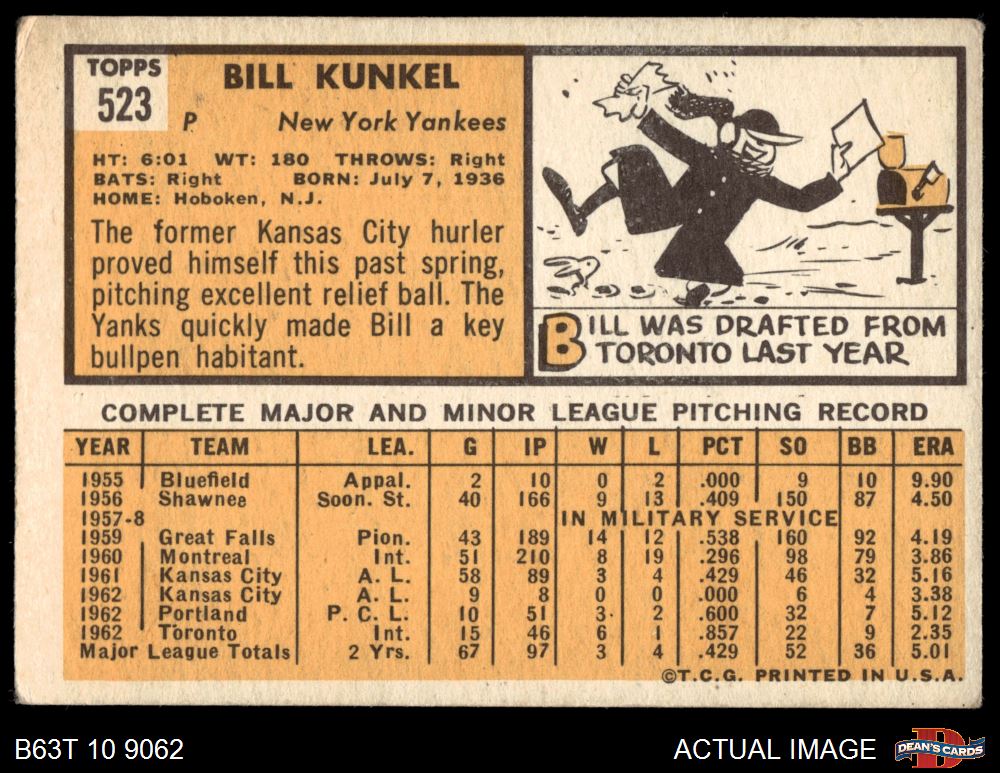 TOPPS
523
BILL KUNKEL
P New York Yankees
HT: 6:01 WT: 180 THROWS: Right
BATS: Right BORN: July 7, 1936
HOME: Hoboken, N.J.
The former Kansas City hurler
proved himself this past spring,
pitching excellent relief ball. The
Yanks quickly made Bill a key
bullpen habitant.
BILL WAS DRAFTED FROM
TORONTO LAST YEAR
COMPLETE MAJOR AND MINOR LEAGUE PITCHING RECORD
YEAR TEAM LEA. G IP W L PCT SO BB ERA
1955 Bluefield Appal. 2 10 0 2 .000 9 10 9.90
1956 Shawnee Soon. St. 40 166 9 13 .409 150 87 4.50
1957-8 IN MILITARY SERVICE
1959 Great Falls Pion. 43 189 14 12 .538 160 92 4.19
1960 Montreal Int. 51 210 8 19 .296 98 79 3.86
1961 Kansas City A. L. 58 89 3 4 .429 46 32 5.16
1962 Kansas City A. L. 9 8 0 0 .000 6 4 3.38
1962 Portland P. C. L. 10 51 3 2 .600 32 7 5.12
1962 Toronto Int. 15 46 6 1 .857 22 9 2.35
Major League Totals 2 Yrs. 67 97 3 4 .429 52 36 5.01
©T.C.G. PRINTED IN U.S.A.
B63T 10 9062
ACTUAL IMAGE
DEAN'S CARDS